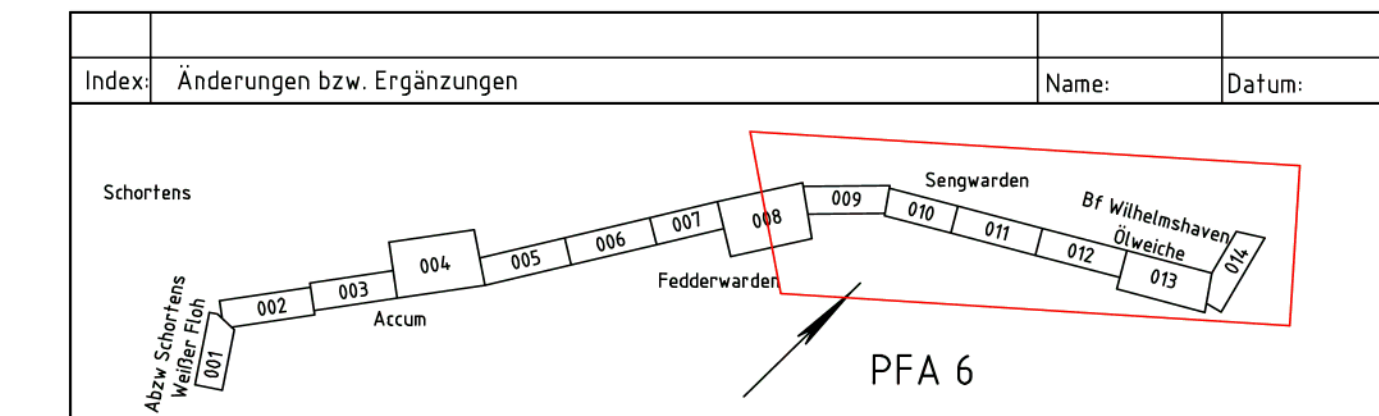 Index: Änderungen bzw. Ergänzungen Name: Datum:
Schortens
Sengwarden
Bf Wilhelmshaven
Ölweiche
Fedderwarden
Accum
Abzw Schortens
Weißer Floh
001
002
003
004
005
006
007
008
009
010
011
012
013
014
PFA 6